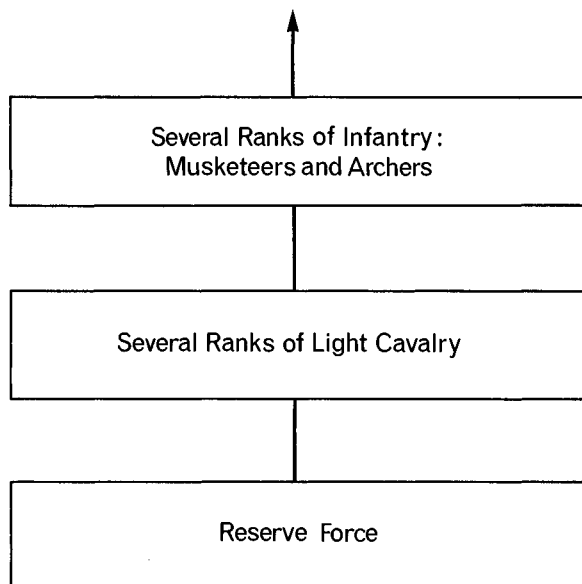 Several Ranks of Infantry:
Musketeers and Archers
Several Ranks of Light Cavalry
Reserve Force